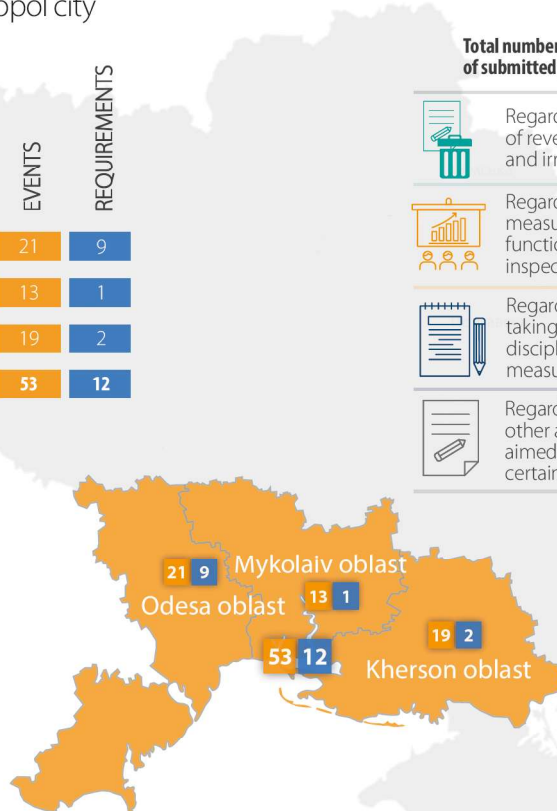 opol city
EVENTS
REQUIREMENTS
21 9
13 1
19 2
53 12
Total number
of submitted
Regard
of reve
and irr
Regard
measu
functio
inspec
Regard
taking
discipl
measu
Regard
other a
aimed
certain
21 9
Odesa oblast
Mykolaiv oblast
13 1
53 12
19 2
Kherson oblast